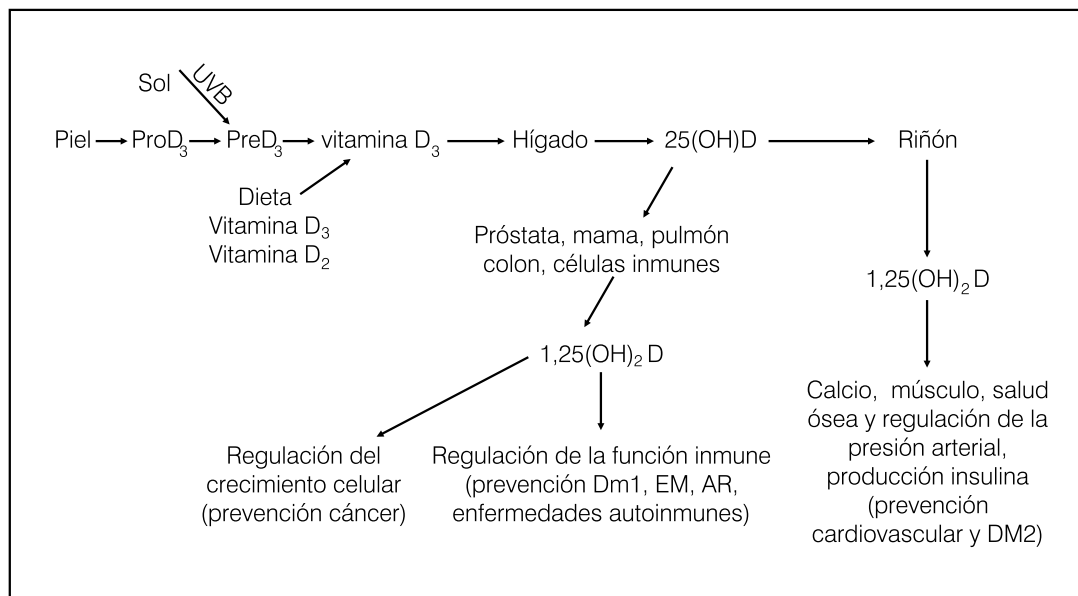 Sol
UVB
Piel ProD3 PreD3 vitamina D3 Hígado 25(OH)D Riñón
Dieta
Vitamina D3
Vitamina D2
Próstata, mama, pulmón
colon, células inmunes
1,25(OH)2 D
1,25(OH)2 D
Regulación del
crecimiento celular
(prevención cáncer)
Regulación de la función inmune
(prevención Dm1, EM, AR,
enfermedades autoinmunes)
Calcio, músculo, salud
ósea y regulación de la
presión arterial,
producción insulina
(prevención
cardiovascular y DM2)